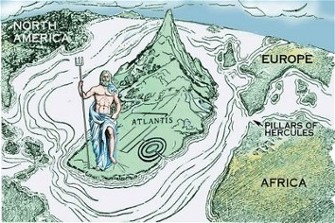 NORTH
AMERICA
EUROPE
ATLANTIS
PILLARS OF
HERCULES
AFRICA